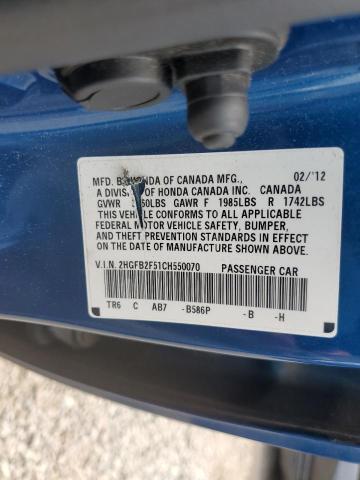 MFD. B HONDA OF CANADA MFG., 02/'12
A DIVIS OF HONDA CANADA INC. CANADA
GVWR 60LBS GAWR F 1985LBS R 1742LBS
THIS VEHICLE CONFORMS TO ALL APPLICABLE
FEDERAL MOTOR VEHICLE SAFETY, BUMPER,
AND THEFT PREVENTION STANDARDS IN EFFECT ON
THE DATE OF MANUFACTURE SHOWN ABOVE.
V.I.N. 2HGFB2F51CH550070 PASSENGER CAR
TR6 C AB7 -B586P -B -H